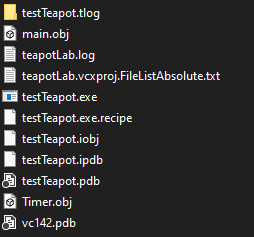 testTeapot.tlog
main.obj
teapotLab.log
teapotLab.vcxproj.FileListAbsolute.txt
testTeapot.exe
testTeapot.exe.recipe
testTeapot.iobj
testTeapot.ipdb
testTeapot.pdb
Timer.obj
vc142.pdb